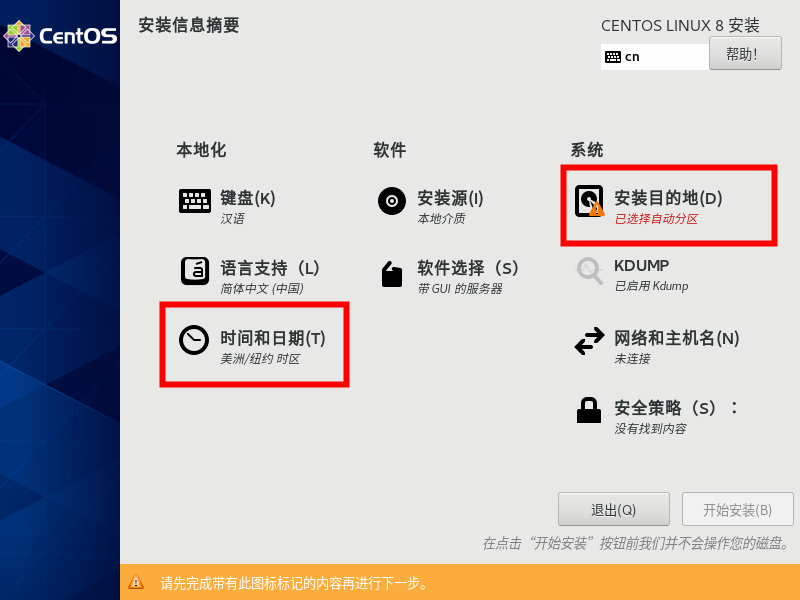 CentOS
安装信息摘要
CENTOS LINUX 8 安装
cn
帮助！
本地化
键盘(K)
汉语
语言支持（L）
简体中文 (中国)
时间和日期(T)
美洲/纽约 时区
软件
安装源(I)
本地介质
软件选择（S）
带 GUI 的服务器
系统
安装目的地(D)
已选择自动分区
KDUMP
已启用 Kdump
网络和主机名(N)
未连接
安全策略（S）：
没有找到内容
退出(Q)
开始安装(B)
在点击“开始安装”按钮前我们并不会操作您的磁盘。
请先完成带有此图标标记的内容再进行下一步。